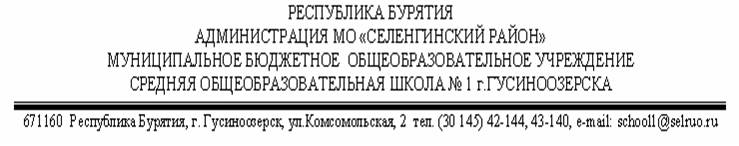 РЕСПУБЛИКА БУРЯТИЯ
АДМИНИСТРАЦИЯ МО «СЕЛЕНГИНСКИЙ РАЙОН»
МУНИЦИПАЛЬНОЕ БЮДЖЕТНОЕ ОБЩЕОБРАЗОВАТЕЛЬНОЕ УЧРЕЖДЕНИЕ
СРЕДНЯЯ ОБЩЕОБРАЗОВАТЕЛЬНАЯ ШКОЛА № 1 г.ГУСИНООЗЕРСКА
671160 Республика Бурятия, г. Гусиноозерск, ул.Комсомольская, 2 тел. (30 145) 42-144, 43-140, e-mail: school1@selruo.ru